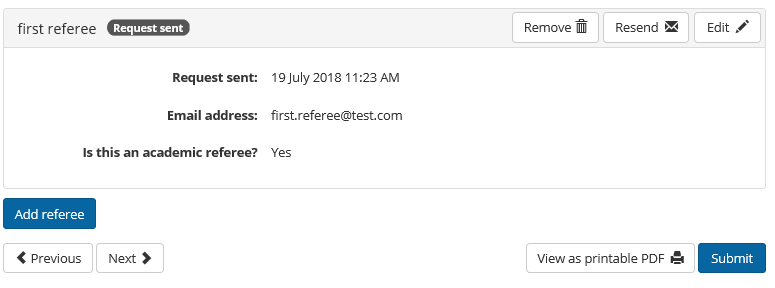 first referee Request sent Remove Resend Edit
Request sent: 19 July 2018 11:23 AM
Email address: first.referee@test.com
Is this an academic referee? Yes
Add referee
Previous Next View as printable PDF Submit